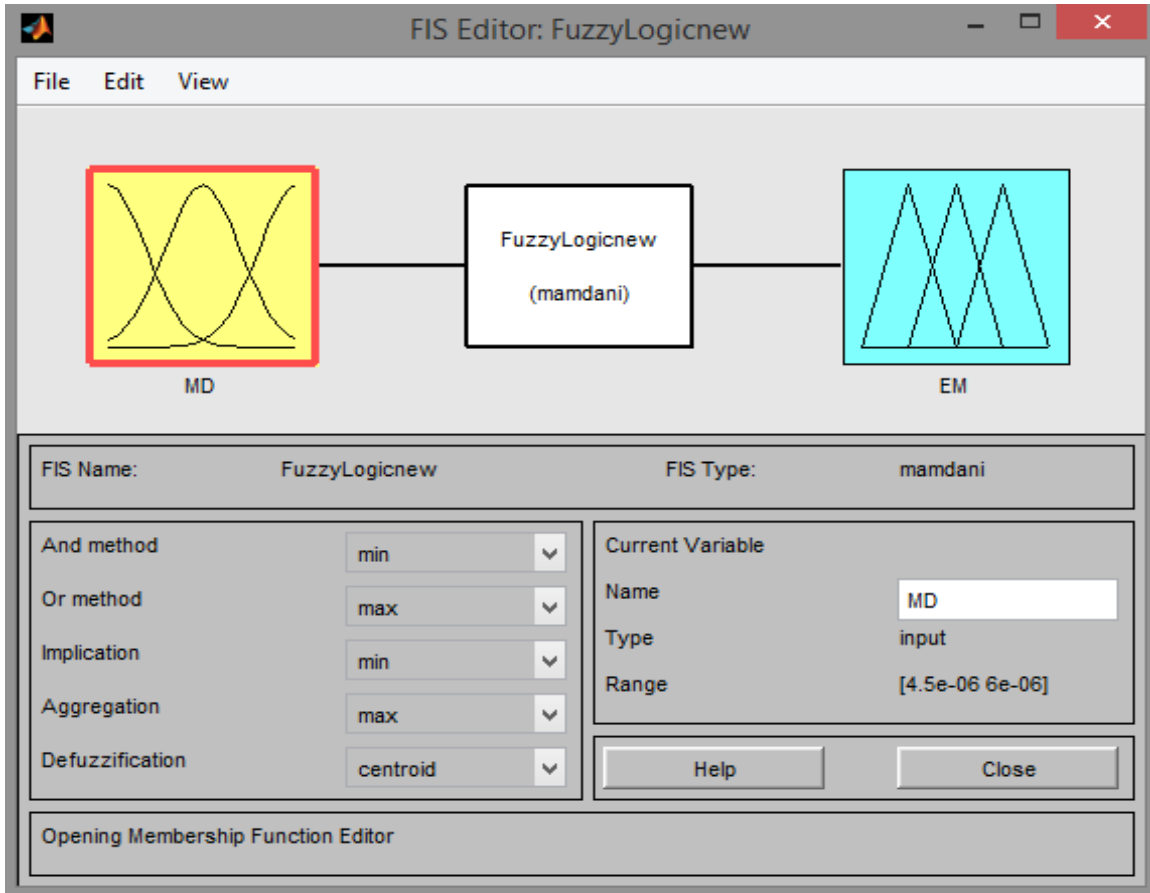 FIS Editor: FuzzyLogicnew
File Edit View
FuzzyLogicnew
(mamdani)
MD
EM
FIS Name: FuzzyLogicnew FIS Type: mamdani
And method min
Or method max
Implication min
Aggregation max
Defuzzification centroid
Current Variable
Name MD
Type input
Range [4.5e-06 6e-06]
Help Close
Opening Membership Function Editor